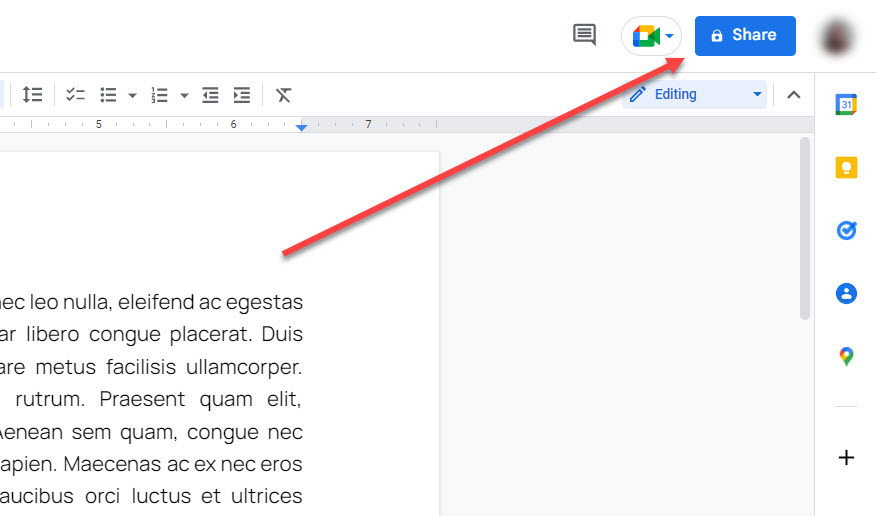 Share
Editing
5 6 7
31
nec leo nulla, eleifend ac egestas
ar libero congue placerat. Duis
are metus facilisis ullamcorper.
rutrum. Praesent quam elit,
Aenean sem quam, congue nec
apien. Maecenas ac ex nec eros
aucibus orci luctus et ultrices